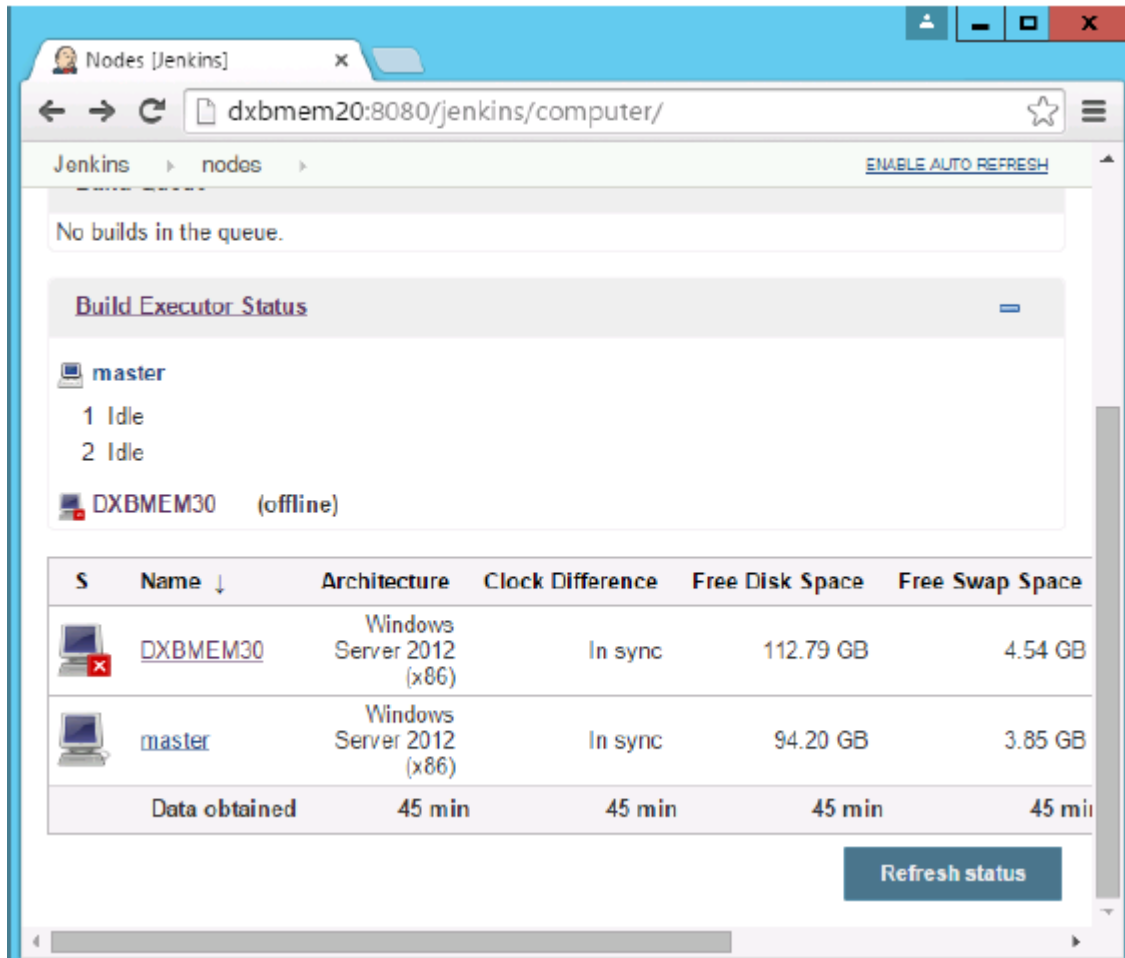 Nodes [Jenkins]
dxbmem20:8080/jenkins/computer/
Jenkins nodes ENABLE AUTO REFRESH
No builds in the queue.
Build Executor Status
master
1 Idle
2 Idle
DXBMEM30 (offline)
S Name ↓ Architecture Clock Difference Free Disk Space Free Swap Space
DXBMEM30 Windows Server 2012 (x86) In sync 112.79 GB 4.54 GB
master Windows Server 2012 (x86) In sync 94.20 GB 3.85 GB
Data obtained 45 min 45 min 45 min 45 mi
Refresh status